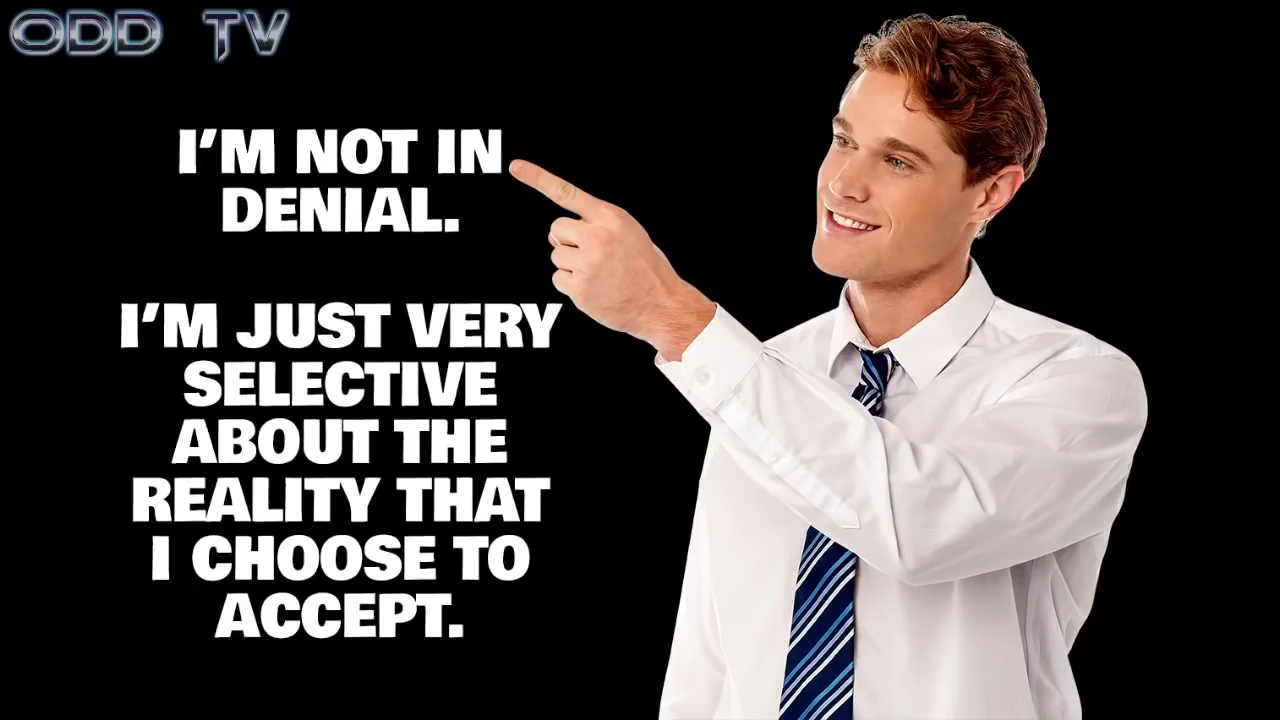 ODD TV
I'M NOT IN
DENIAL.
I'M JUST VERY
SELECTIVE
ABOUT THE
REALITY THAT
I CHOOSE TO
ACCEPT.